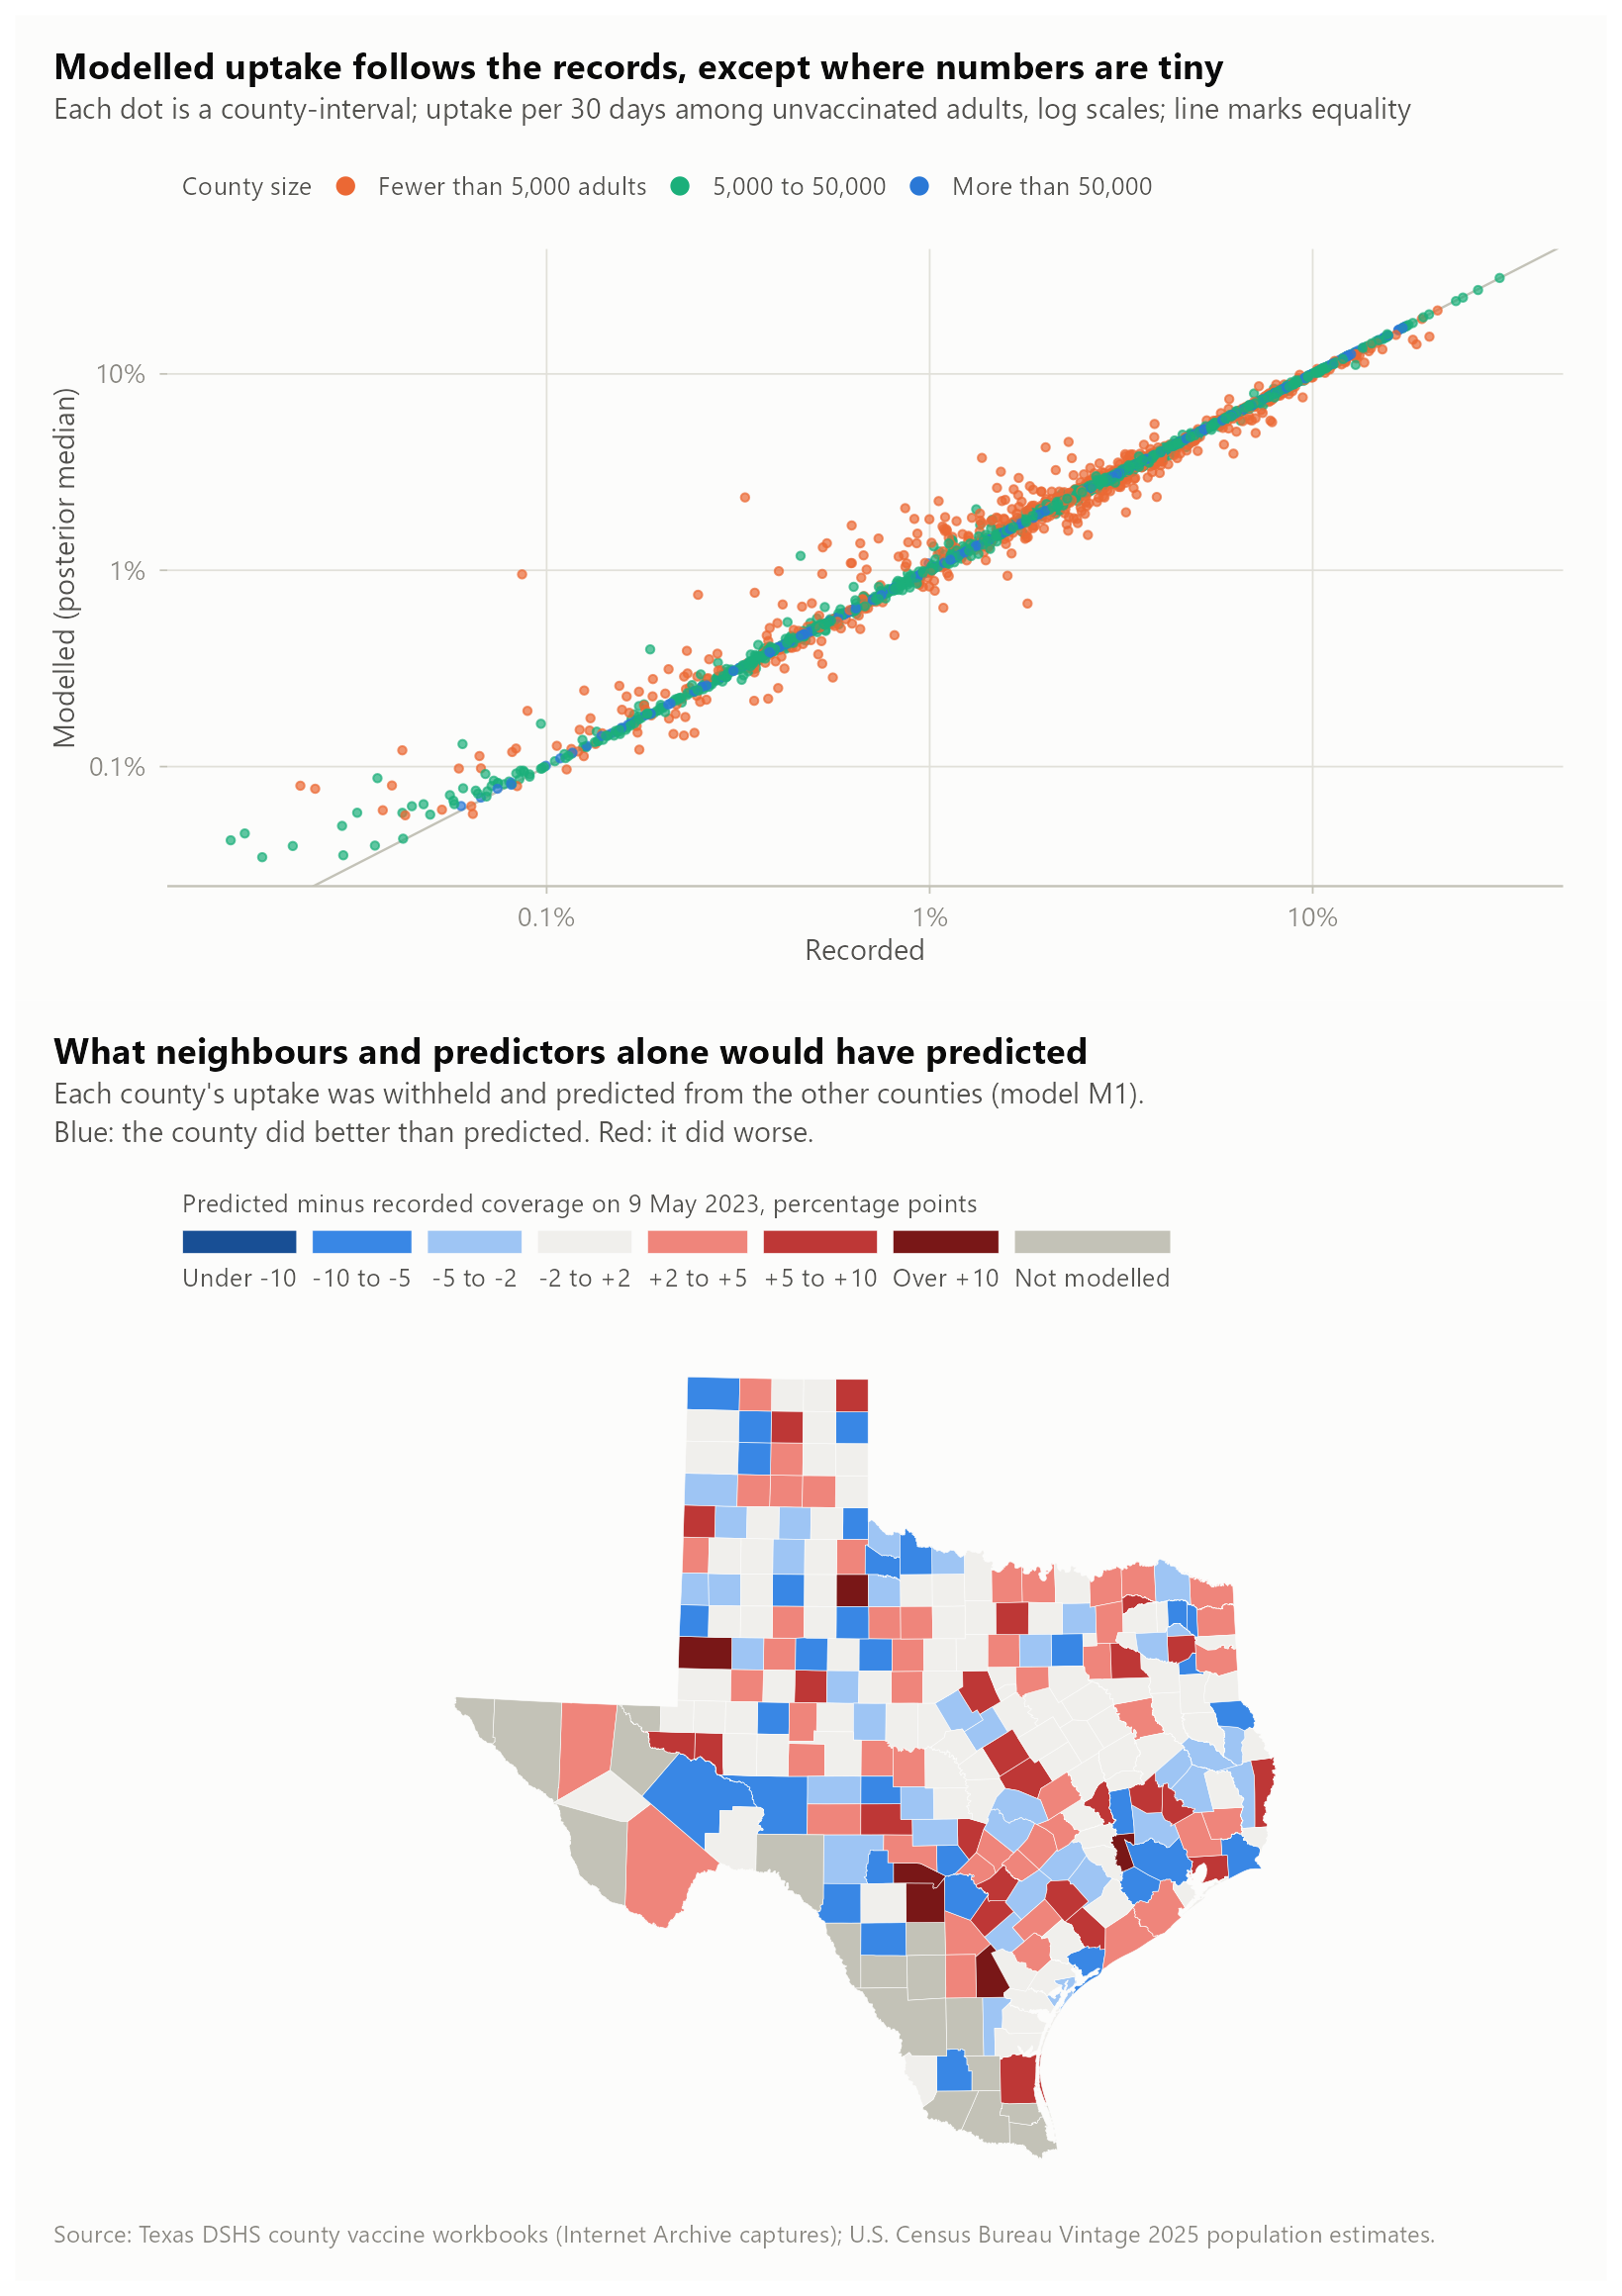 Modelled uptake follows the records, except where numbers are tiny
Each dot is a county-interval; uptake per 30 days among unvaccinated adults, log scales; line marks equality
County size Fewer than 5,000 adults 5,000 to 50,000 More than 50,000
Modelled (posterior median)
10%
1%
0.1%
0.1% 1% 10%
Recorded
What neighbours and predictors alone would have predicted
Each county's uptake was withheld and predicted from the other counties (model M1).
Blue: the county did better than predicted. Red: it did worse.
Predicted minus recorded coverage on 9 May 2023, percentage points
Under -10 -10 to -5 -5 to -2 -2 to +2 +2 to +5 +5 to +10 Over +10 Not modelled
Source: Texas DSHS county vaccine workbooks (Internet Archive captures); U.S. Census Bureau Vintage 2025 population estimates.